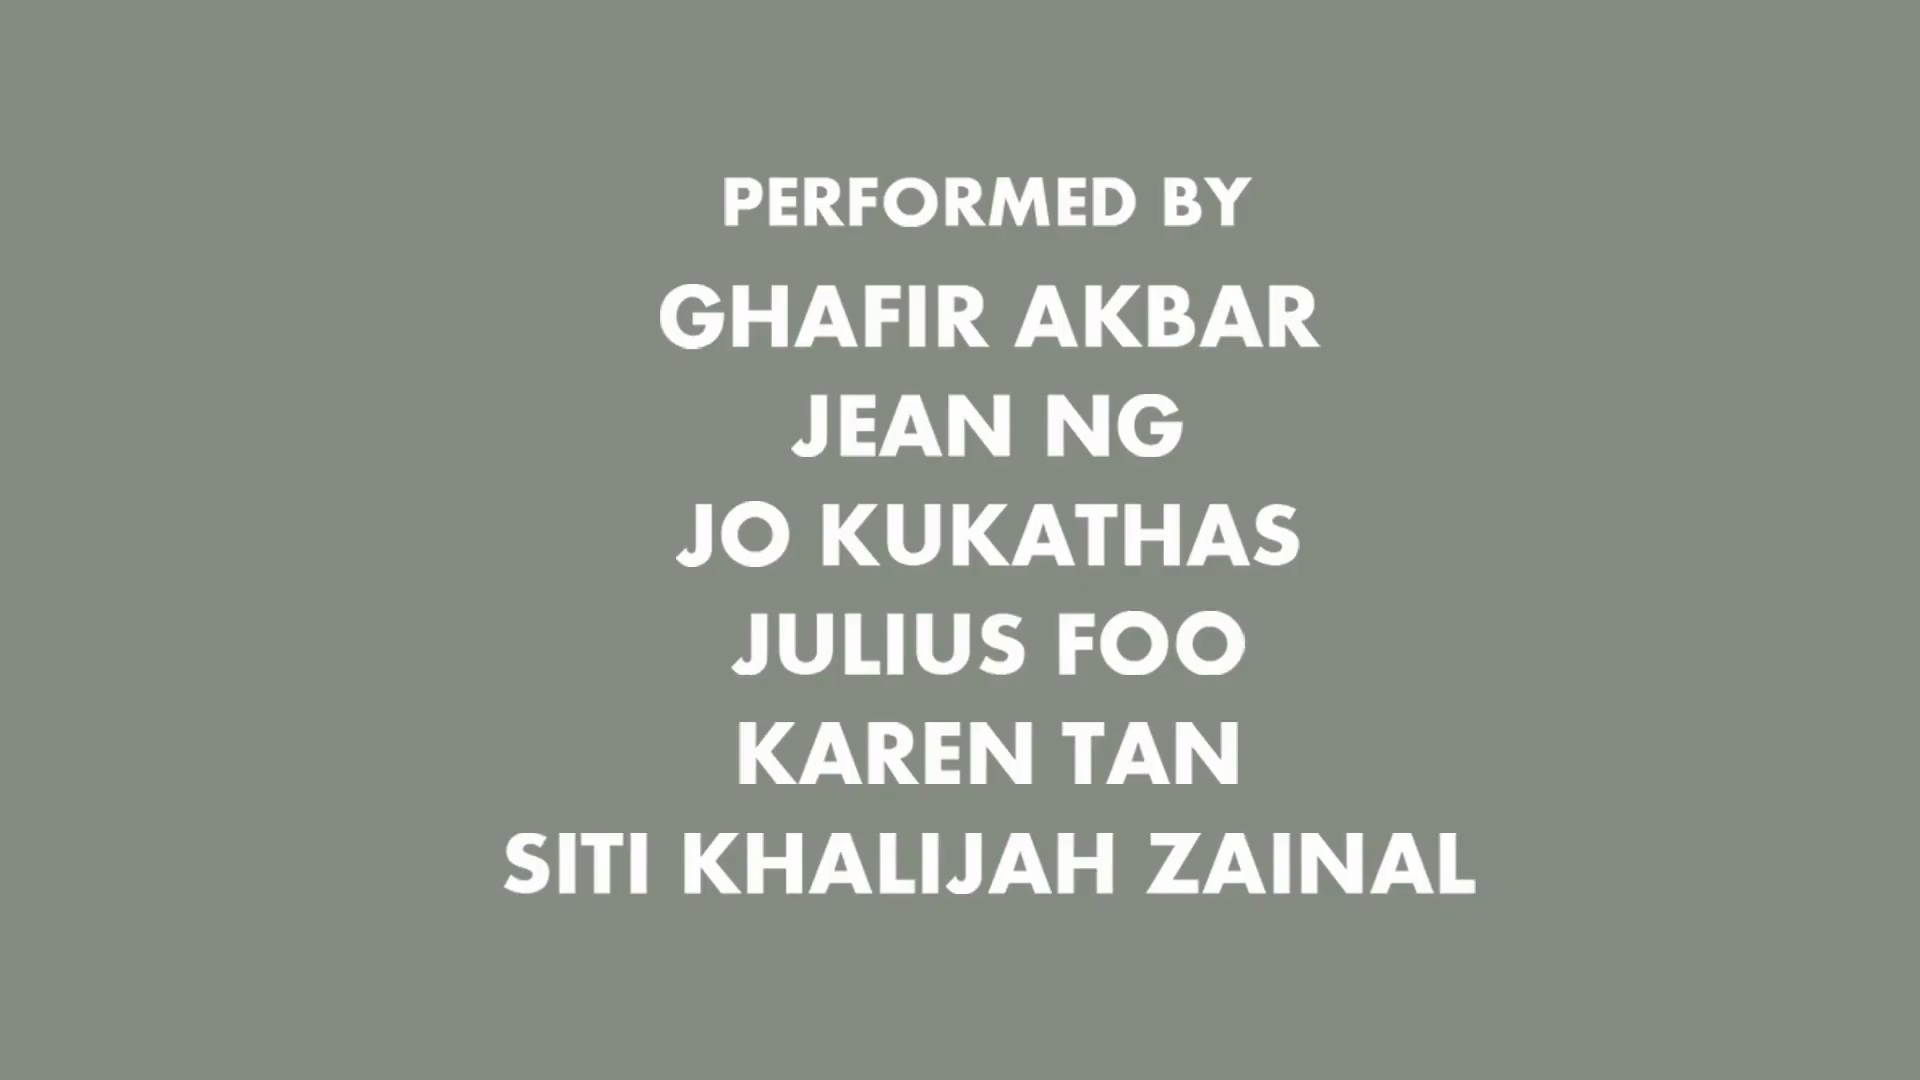 PERFORMED BY
GHAFIR AKBAR
JEAN NG
JO KUKATHAS
JULIUS FOO
KAREN TAN
SITI KHALIJAH ZAINAL